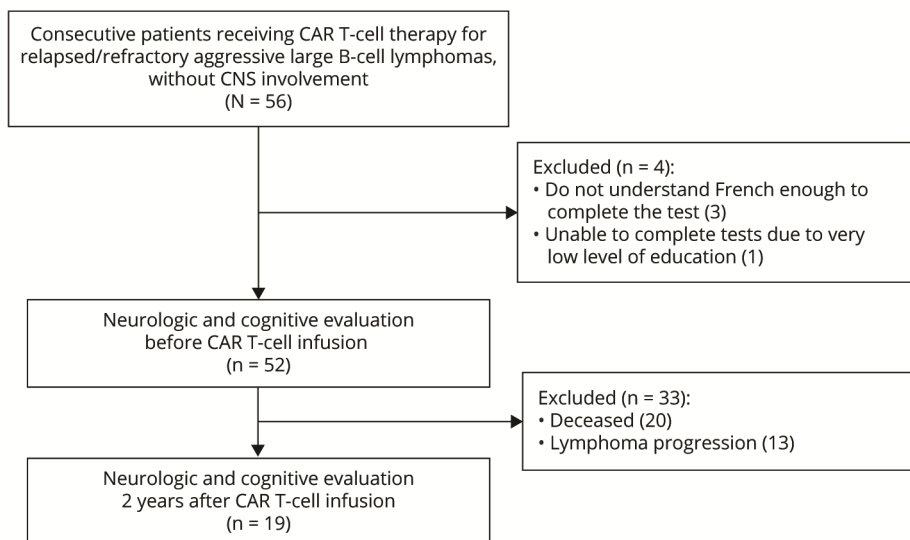 Consecutive patients receiving CAR T-cell therapy for
relapsed/refractory aggressive large B-cell lymphomas,
without CNS involvement
(N = 56)
Excluded (n = 4):
• Do not understand French enough to
complete the test (3)
• Unable to complete tests due to very
low level of education (1)
Neurologic and cognitive evaluation
before CAR T-cell infusion
(n = 52)
Excluded (n = 33):
• Deceased (20)
• Lymphoma progression (13)
Neurologic and cognitive evaluation
2 years after CAR T-cell infusion
(n = 19)